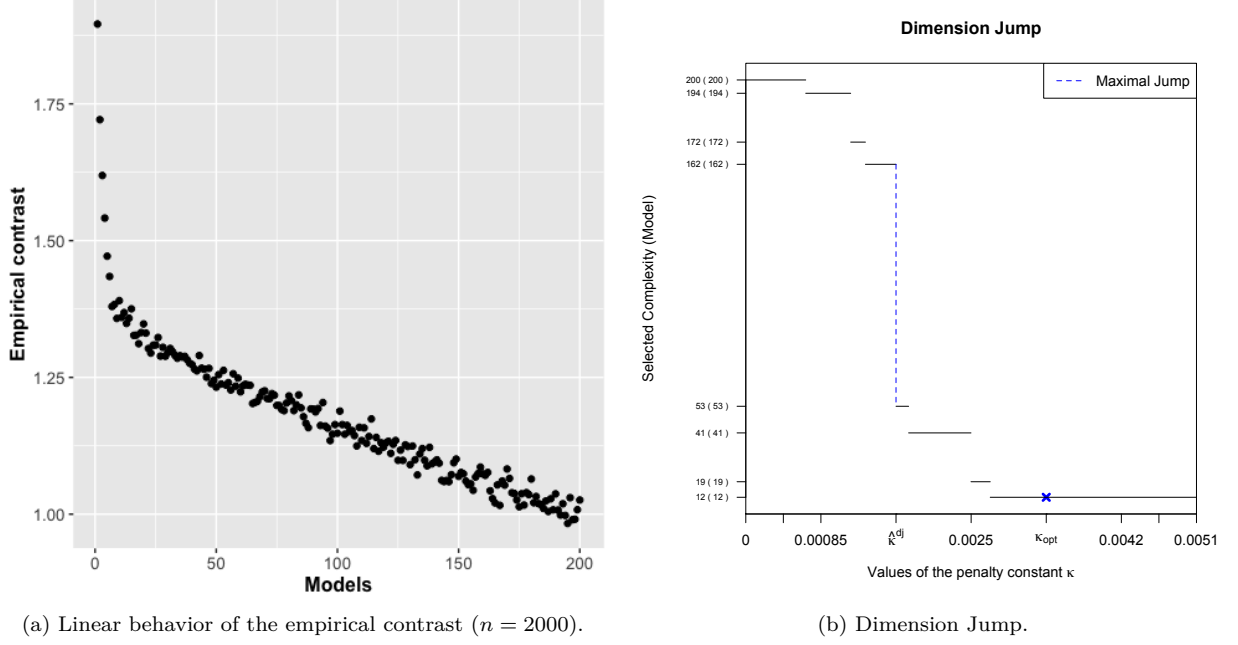 Empirical contrast
1.75
1.50
1.25
1.00
0 50 100 150 200
Models
(a) Linear behavior of the empirical contrast (n = 2000).
Dimension Jump
Maximal Jump
Selected Complexity (Model)
200 ( 200 )
194 ( 194 )
172 ( 172 )
162 ( 162 )
53 ( 53 )
41 ( 41 )
19 ( 19 )
12 ( 12 )
0 0.00085 κ̂^dj 0.0025 κ_opt 0.0042 0.0051
Values of the penalty constant κ
(b) Dimension Jump.